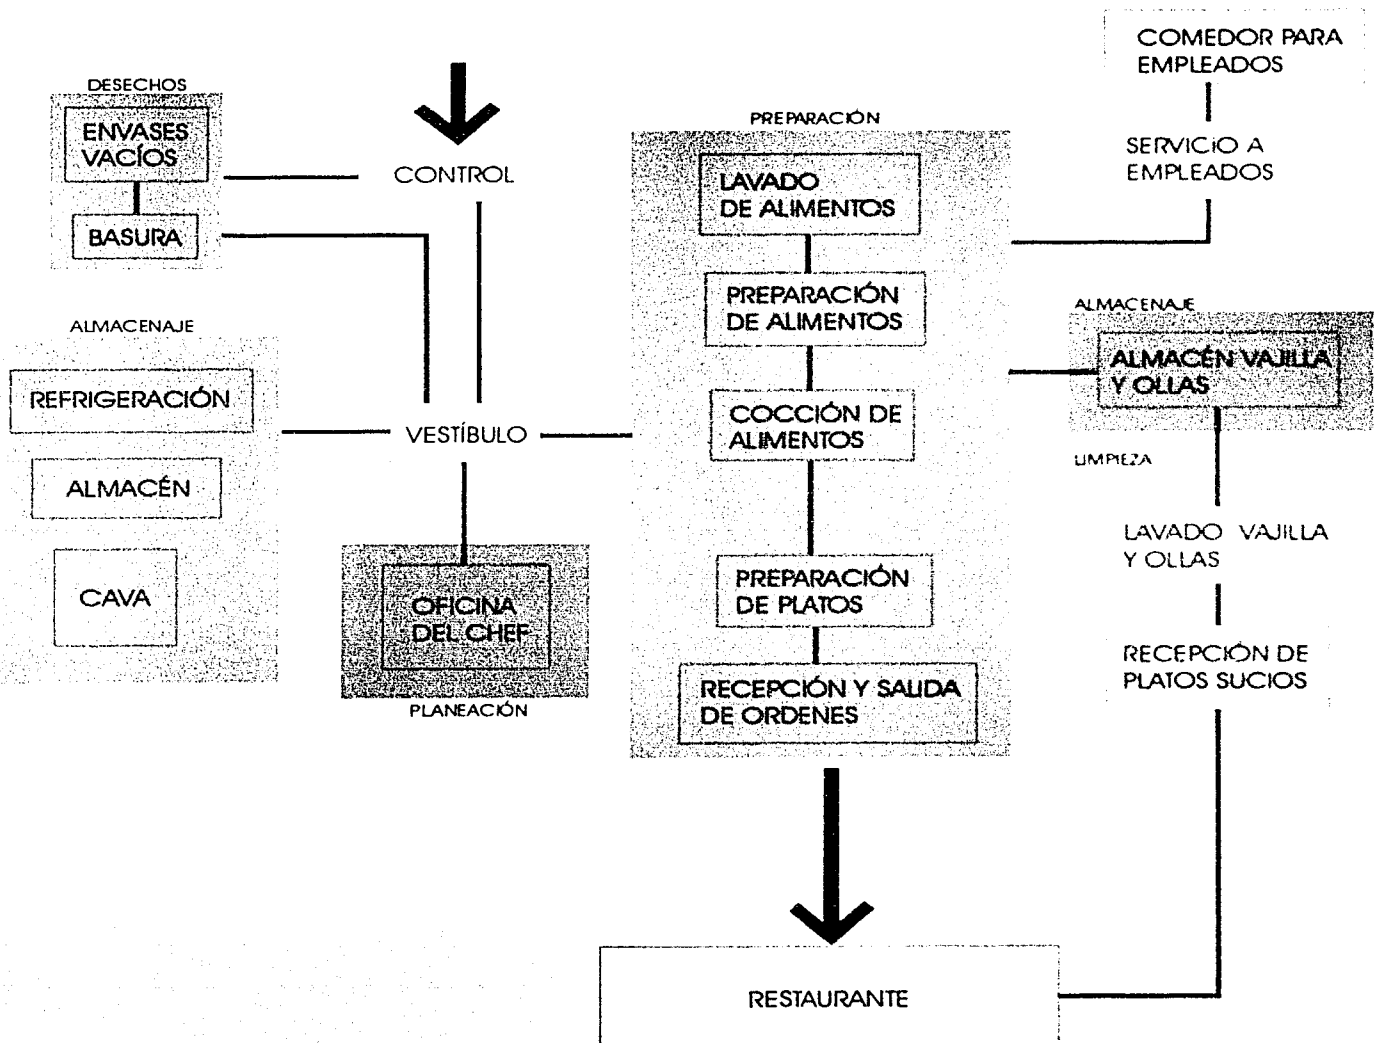 DESECHOS
ENVASES
VACÍOS
BASURA
CONTROL
ALMACENAJE
REFRIGERACIÓN
ALMACÉN
CAVA
VESTÍBULO
OFICINA
DEL CHEF
PLANEACIÓN
PREPARACIÓN
LAVADO
DE ALIMENTOS
PREPARACIÓN
DE ALIMENTOS
COCCIÓN DE
ALIMENTOS
PREPARACIÓN
DE PLATOS
RECEPCIÓN Y SALIDA
DE ORDENES
COMEDOR PARA
EMPLEADOS
SERVICIO A
EMPLEADOS
ALMACENAJE
ALMACÉN VAJILLA
Y OLLAS
LIMPIEZA
LAVADO VAJILLA
Y OLLAS
RECEPCIÓN DE
PLATOS SUCIOS
RESTAURANTE